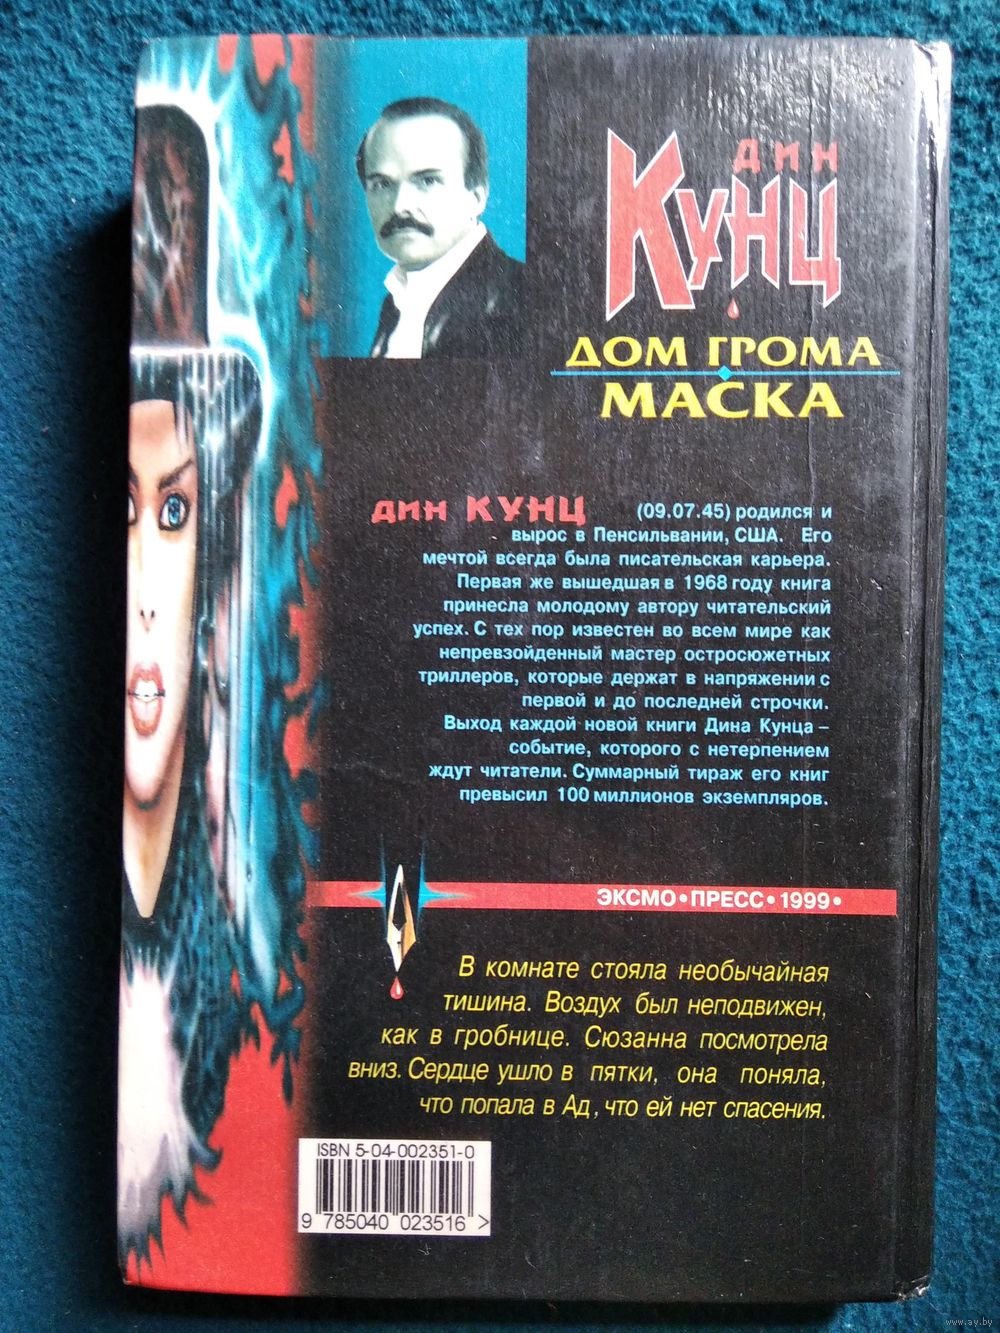 ДИН
КУНЦ
ДОМ ГРОМА
МАСКА
ДИН КУНЦ (09.07.45) родился и
вырос в Пенсильвании, США. Его
мечтой всегда была писательская карьера.
Первая же вышедшая в 1968 году книга
принесла молодому автору читательский
успех. С тех пор известен во всем мире как
непревзойденный мастер остросюжетных
триллеров, которые держат в напряжении с
первой и до последней строчки.
Выход каждой новой книги Дина Кунца –
событие, которого с нетерпением
ждут читатели. Суммарный тираж его книг
превысил 100 миллионов экземпляров.
ЭКСМО•ПРЕСС•1999•
В комнате стояла необычайная
тишина. Воздух был неподвижен,
как в гробнице. Сюзанна посмотрела
вниз. Сердце ушло в пятки, она поняла,
что попала в Ад, что ей нет спасения.
ISBN 5-04-002351-0
9 785040 023516 >
www.ay.by